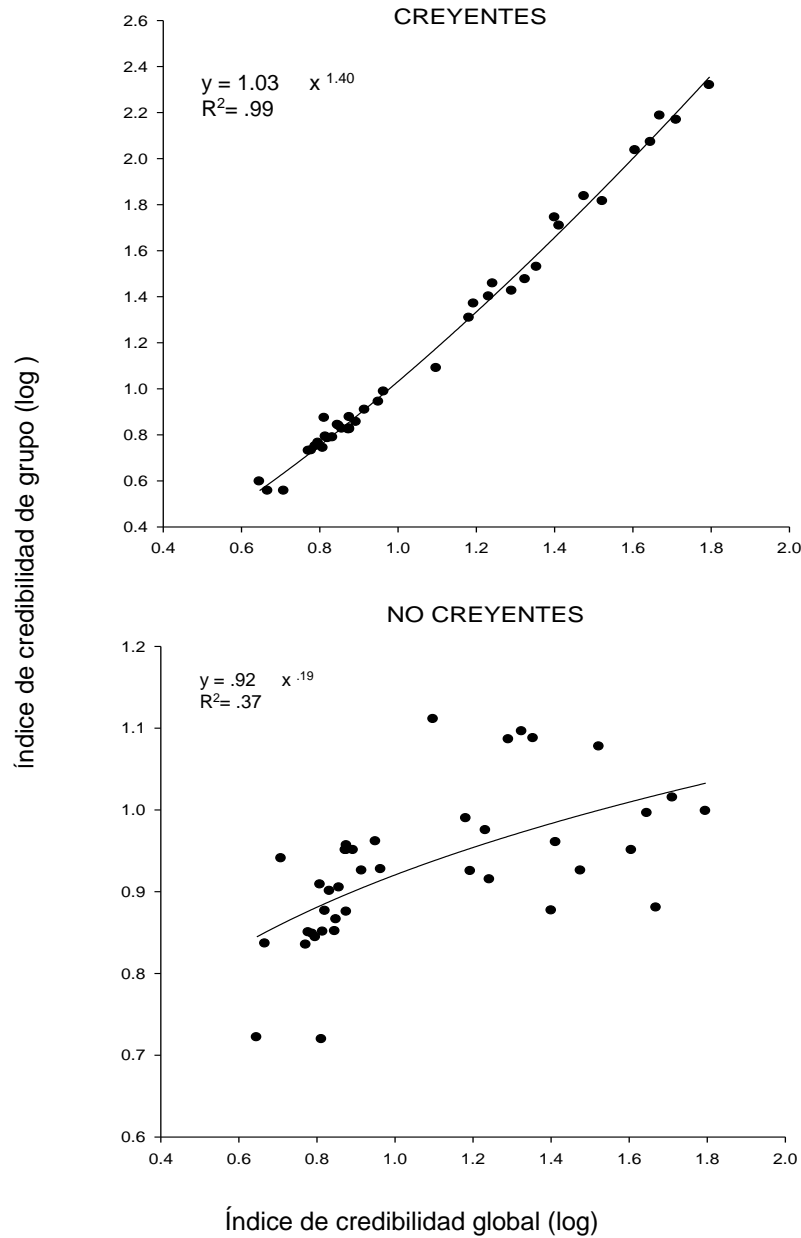 CREYENTES
2.6
2.4
2.2
2.0
1.8
1.6
1.4
1.2
1.0
0.8
0.6
0.4
y = 1.03 x 1.40
R²= .99
0.4 0.6 0.8 1.0 1.2 1.4 1.6 1.8 2.0
índice de credibilidad de grupo (log )
NO CREYENTES
1.2
1.1
1.0
0.9
0.8
0.7
0.6
y = .92 x .19
R²= .37
0.4 0.6 0.8 1.0 1.2 1.4 1.6 1.8 2.0
Índice de credibilidad global (log)